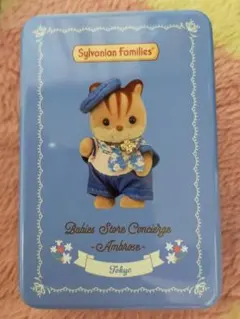 Sylvanian Families®
Babies Store Concierge
-Ambrose-
Tokyo